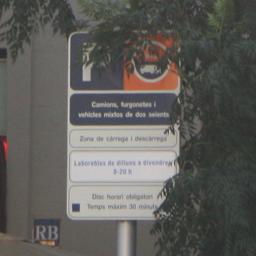 Camions, furgonetes i
vehicles mixtos de dos seients
Zona de càrrega i descàrrega
Laborables de dilluns a divendres
8-20 h
Disc horari obligatori
Temps màxim 30 minuts
RB